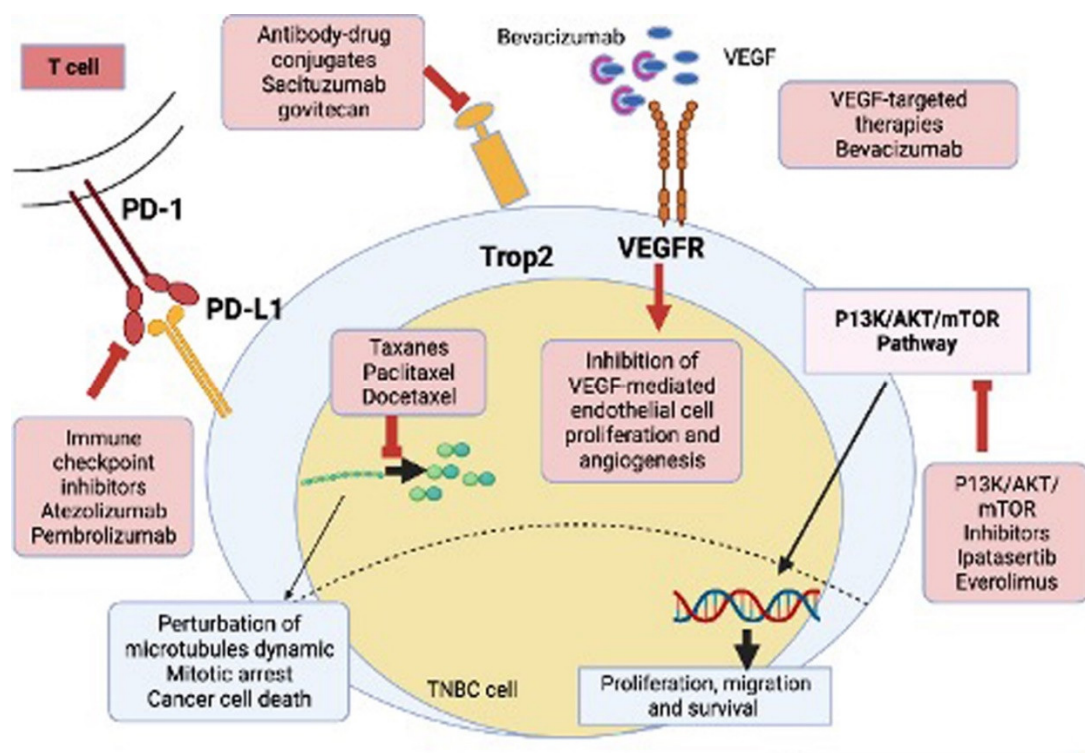 T cell
Antibody-drug
conjugates
Sacituzumab
govitecan
Bevacizumab
VEGF
VEGF-targeted
therapies
Bevacizumab
PD-1
PD-L1
Trop2
VEGFR
P13K/AKT/mTOR
Pathway
Taxanes
Paclitaxel
Docetaxel
Inhibition of
VEGF-mediated
endothelial cell
proliferation and
angiogenesis
Immune
checkpoint
inhibitors
Atezolizumab
Pembrolizumab
P13K/AKT/
mTOR
Inhibitors
Ipatasertib
Everolimus
Perturbation of
microtubules dynamic
Mitotic arrest
Cancer cell death
TNBC cell
Proliferation, migration
and survival